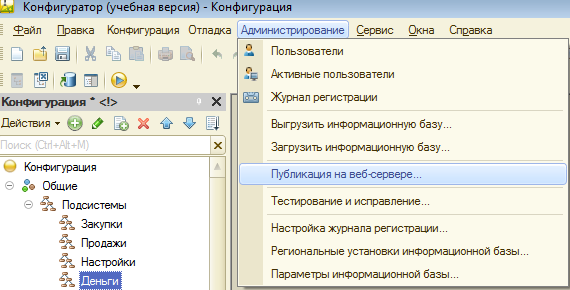 Конфигуратор (учебная версия) - Конфигурация
Файл Правка Конфигурация Отладка Администрирование Сервис Окна Справка
Пользователи
Активные пользователи
Журнал регистрации
Выгрузить информационную базу...
Загрузить информационную базу...
Публикация на веб-сервере...
Тестирование и исправление...
Настройка журнала регистрации...
Региональные установки информационной базы...
Параметры информационной базы...
Конфигурация * <!>
Действия
Поиск (Ctrl+Alt+M)
Конфигурация
Общие
Подсистемы
Закупки
Продажи
Настройки
Деньги